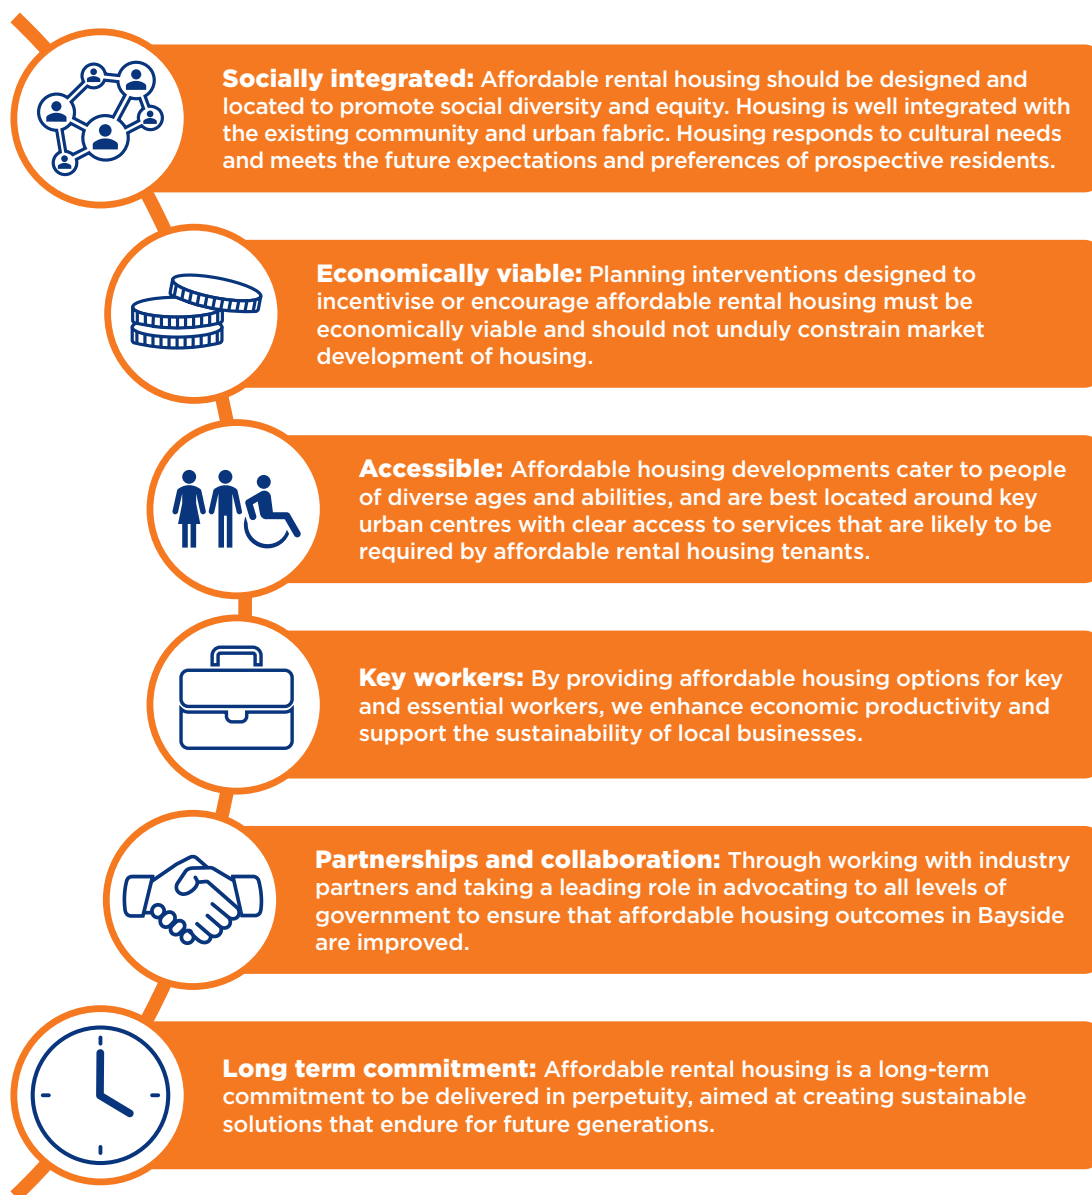 Socially integrated: Affordable rental housing should be designed and
located to promote social diversity and equity. Housing is well integrated with
the existing community and urban fabric. Housing responds to cultural needs
and meets the future expectations and preferences of prospective residents.
Economically viable: Planning interventions designed to
incentivise or encourage affordable rental housing must be
economically viable and should not unduly constrain market
development of housing.
Accessible: Affordable housing developments cater to people
of diverse ages and abilities, and are best located around key
urban centres with clear access to services that are likely to be
required by affordable rental housing tenants.
Key workers: By providing affordable housing options for key
and essential workers, we enhance economic productivity and
support the sustainability of local businesses.
Partnerships and collaboration: Through working with industry
partners and taking a leading role in advocating to all levels of
government to ensure that affordable housing outcomes in Bayside
are improved.
Long term commitment: Affordable rental housing is a long-term
commitment to be delivered in perpetuity, aimed at creating sustainable
solutions that endure for future generations.